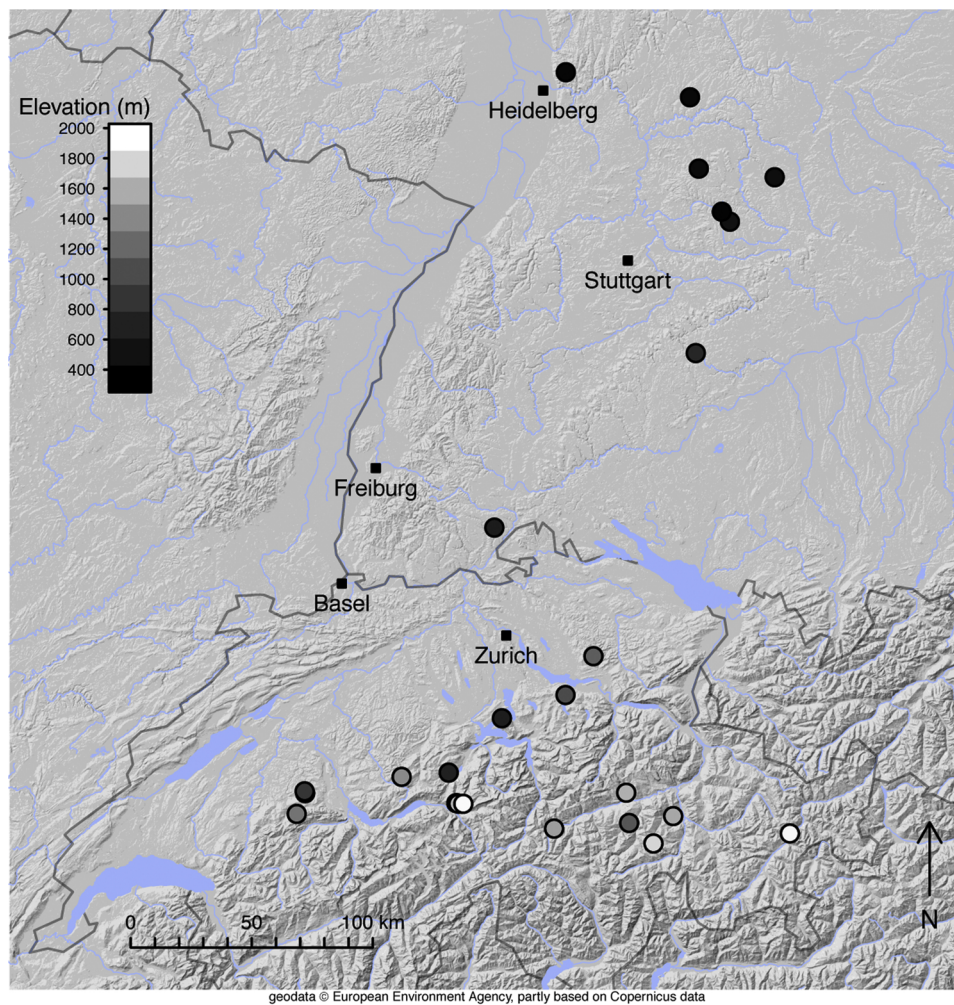 Heidelberg
Elevation (m)
2000
1800
1600
1400
1200
1000
800
600
400
Stuttgart
Freiburg
Basel
Zurich
0 50 100 km
N
geodata © European Environment Agency, partly based on Copernicus data